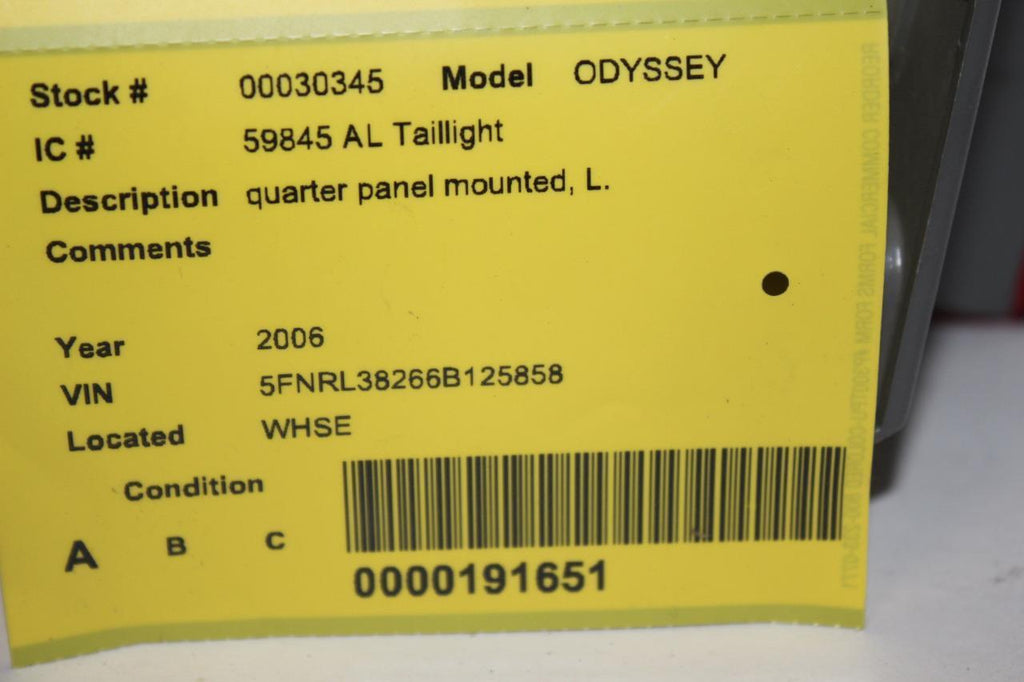 Stock # 00030345 Model ODYSSEY
IC # 59845 AL Taillight
Description quarter panel mounted, L.
Comments
Year 2006
VIN 5FNRL38266B125858
Located WHSE
Condition
A B C
0000191651